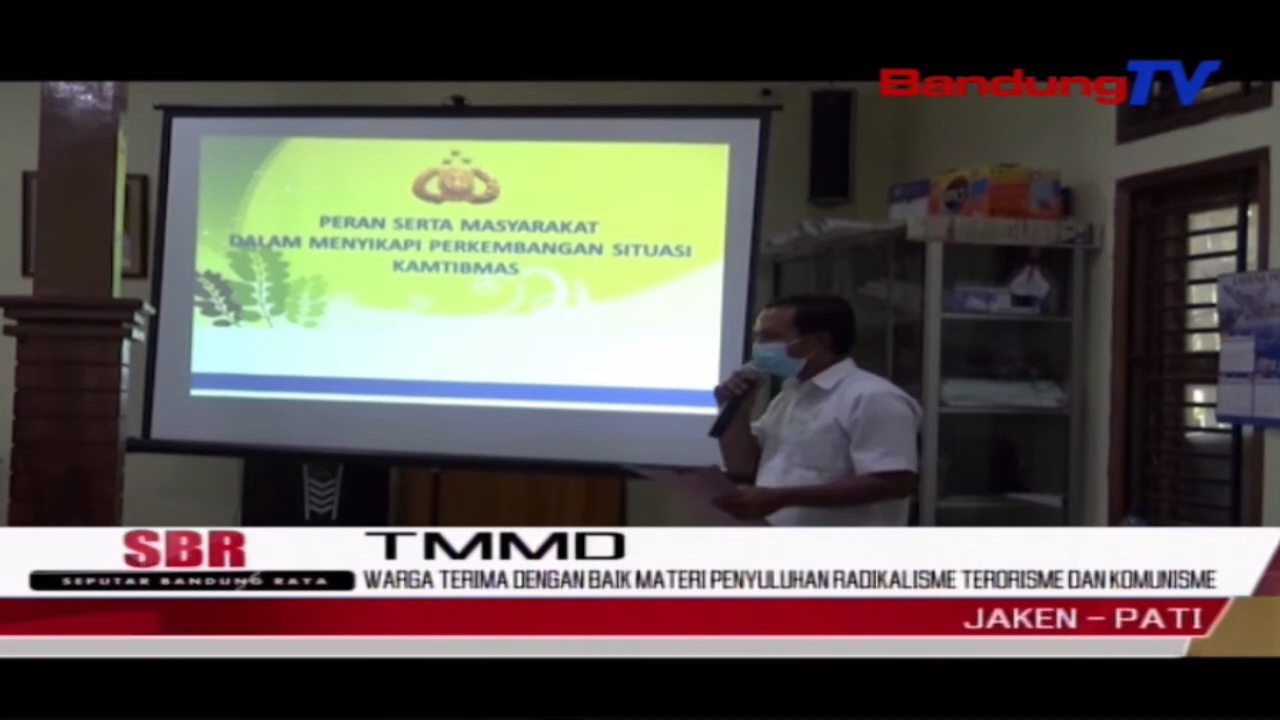 BandungTV
PERAN SERTA MASYARAKAT
DALAM MENYIKAPI PERKEMBANGAN SITUASI
KAMTIBMAS
SBR
SEPUTAR BANDUNG RAYA
TMMD
WARGA TERIMA DENGAN BAIK MATERI PENYULUHAN RADIKALISME TERORISME DAN KOMUNISME
JAKEN – PATI